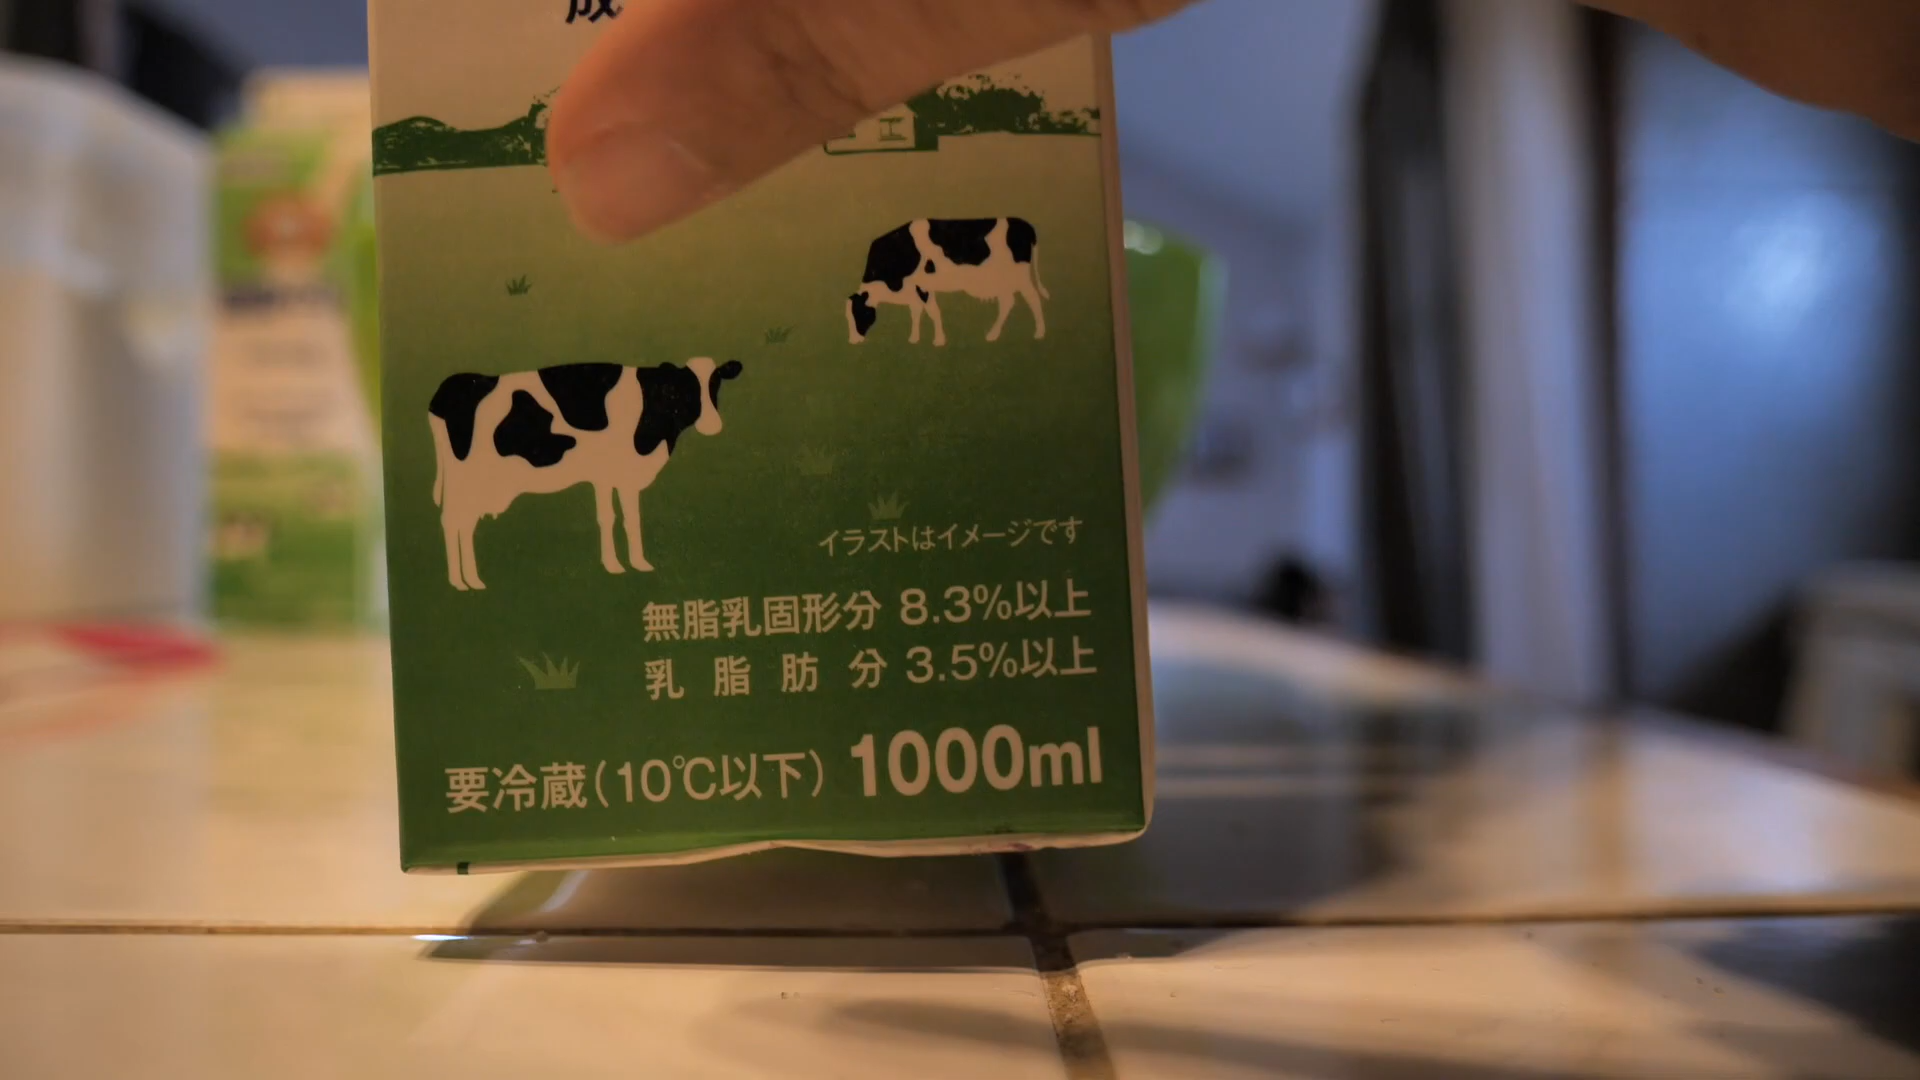 イラストはイメージです
無脂乳固形分 8.3%以上
乳脂肪分 3.5%以上
要冷蔵(10℃以下) 1000ml